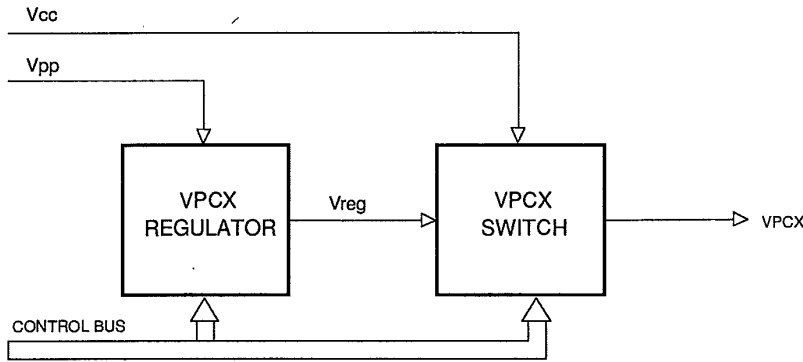 Vcc
Vpp
VPCX
REGULATOR
Vreg
VPCX
SWITCH
VPCX
CONTROL BUS